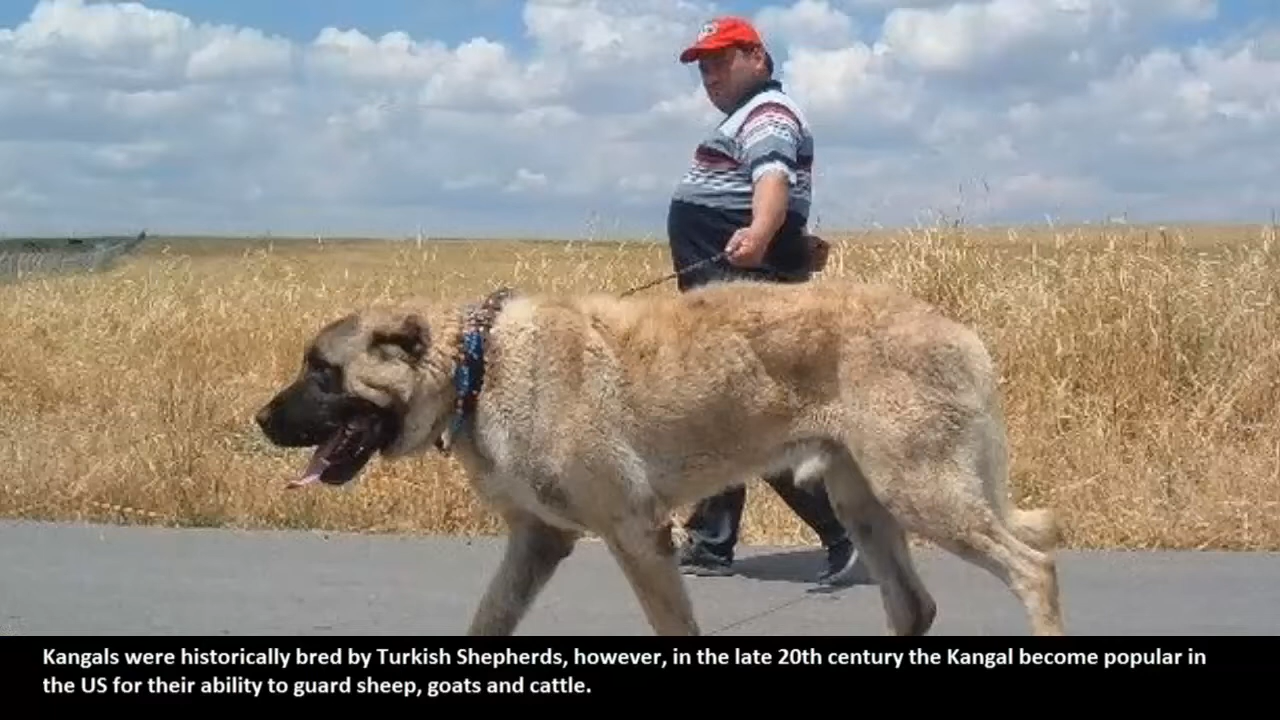 Kangals were historically bred by Turkish Shepherds, however, in the late 20th century the Kangal become popular in
the US for their ability to guard sheep, goats and cattle.